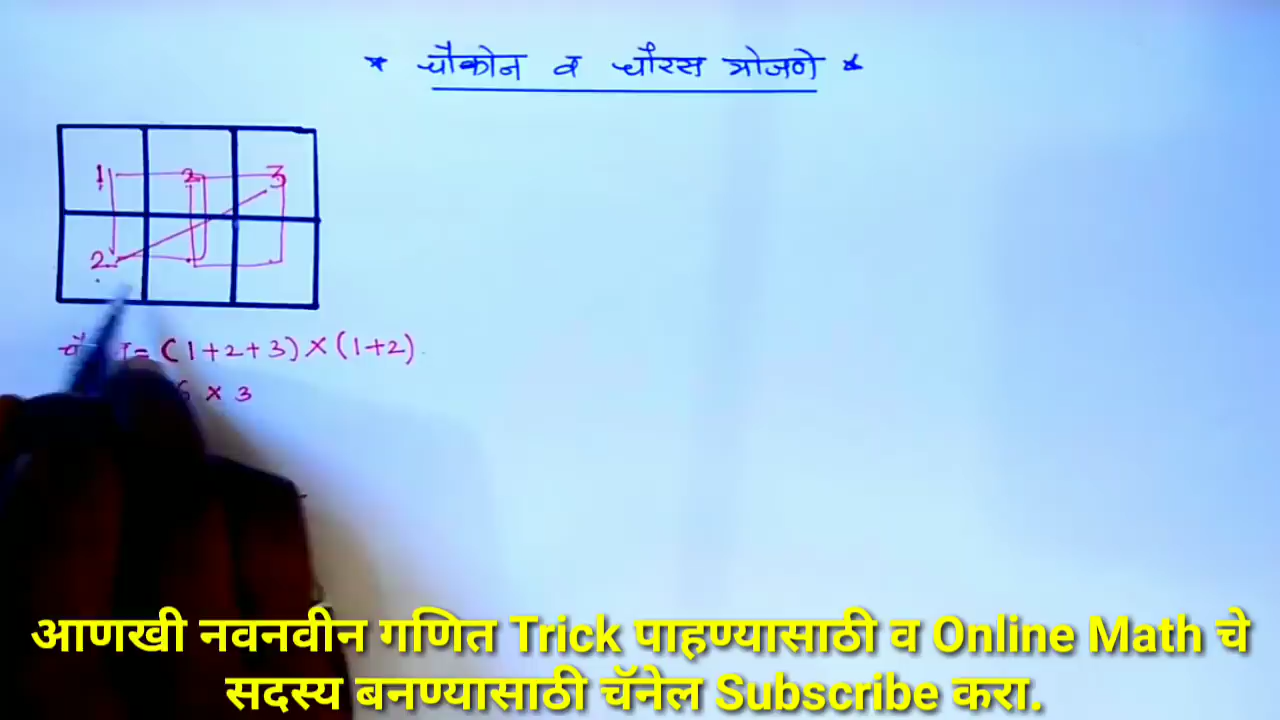 * चौकोन व चौरस मोजणे *
1 2 3
2
= (1+2+3) × (1+2)
6 × 3
आणखी नवनवीन गणित Trick पाहण्यासाठी व Online Math चे
सदस्य बनण्यासाठी चॅनेल Subscribe करा.